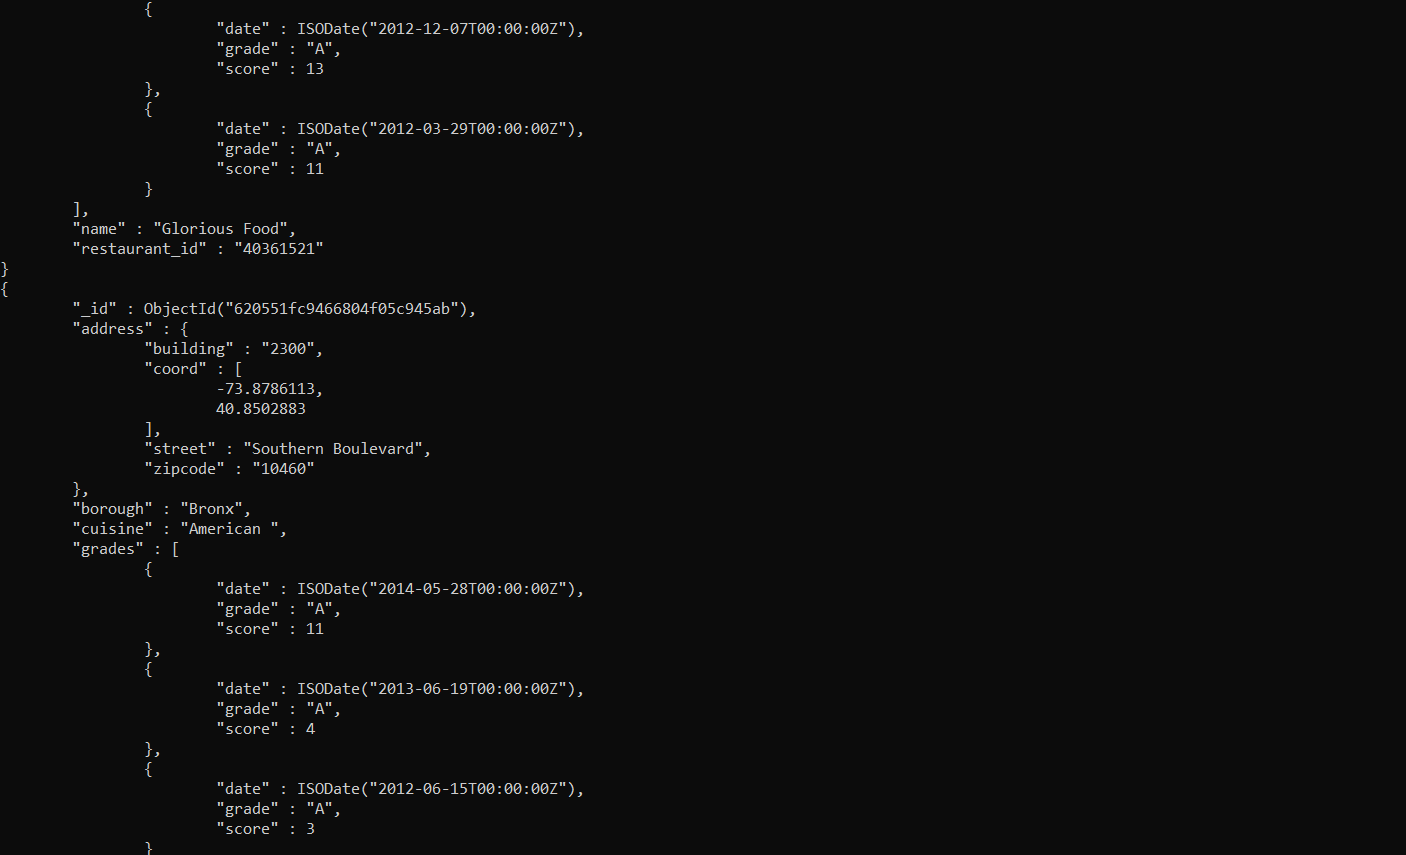 {
                        "date" : ISODate("2012-12-07T00:00:00Z"),
                        "grade" : "A",
                        "score" : 13
                },
                {
                        "date" : ISODate("2012-03-29T00:00:00Z"),
                        "grade" : "A",
                        "score" : 11
                }
        ],
        "name" : "Glorious Food",
        "restaurant_id" : "40361521"
}
{
        "_id" : ObjectId("620551fc9466804f05c945ab"),
        "address" : {
                "building" : "2300",
                "coord" : [
                        -73.8786113,
                        40.8502883
                ],
                "street" : "Southern Boulevard",
                "zipcode" : "10460"
        },
        "borough" : "Bronx",
        "cuisine" : "American ",
        "grades" : [
                {
                        "date" : ISODate("2014-05-28T00:00:00Z"),
                        "grade" : "A",
                        "score" : 11
                },
                {
                        "date" : ISODate("2013-06-19T00:00:00Z"),
                        "grade" : "A",
                        "score" : 4
                },
                {
                        "date" : ISODate("2012-06-15T00:00:00Z"),
                        "grade" : "A",
                        "score" : 3
                }